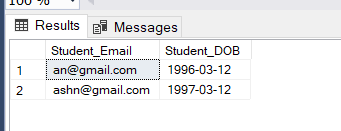 100 %
Results Messages
Student_Email Student_DOB
1 an@gmail.com 1996-03-12
2 ashn@gmail.com 1997-03-12